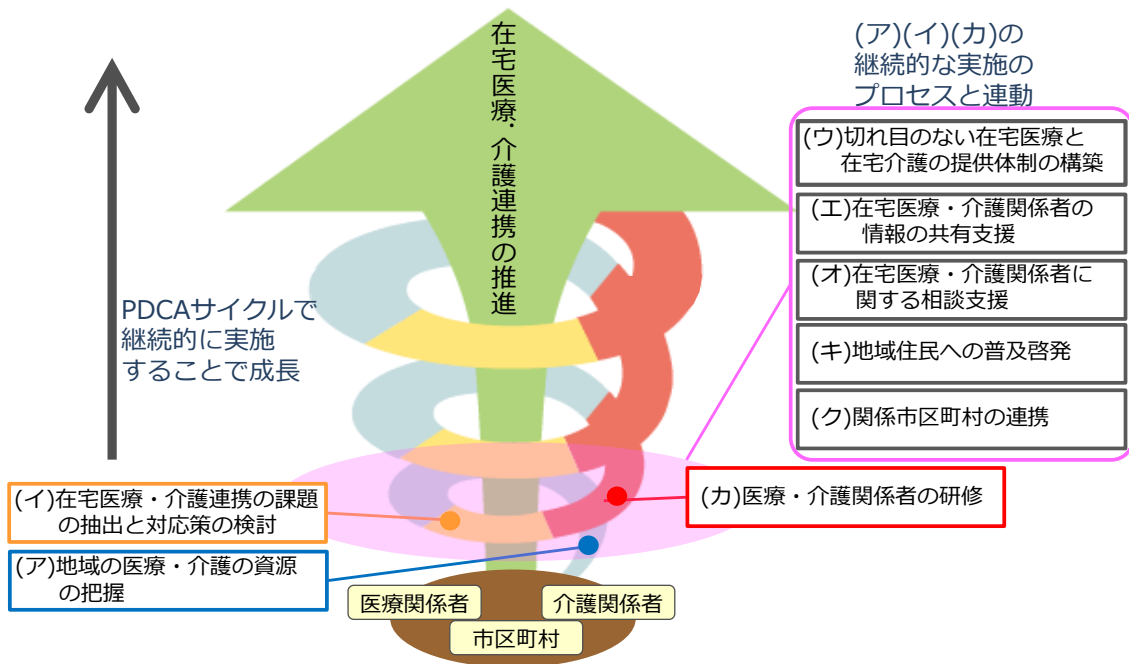 在宅医療・介護連携の推進
(ア)(イ)(カ)の
継続的な実施の
プロセスと連動
(ウ)切れ目のない在宅医療と
在宅介護の提供体制の構築
(エ)在宅医療・介護関係者の
情報の共有支援
(オ)在宅医療・介護関係者に
関する相談支援
(キ)地域住民への普及啓発
(ク)関係市区町村の連携
PDCAサイクルで
継続的に実施
することで成長
(イ)在宅医療・介護連携の課題
の抽出と対応策の検討
(カ)医療・介護関係者の研修
(ア)地域の医療・介護の資源
の把握
医療関係者
介護関係者
市区町村